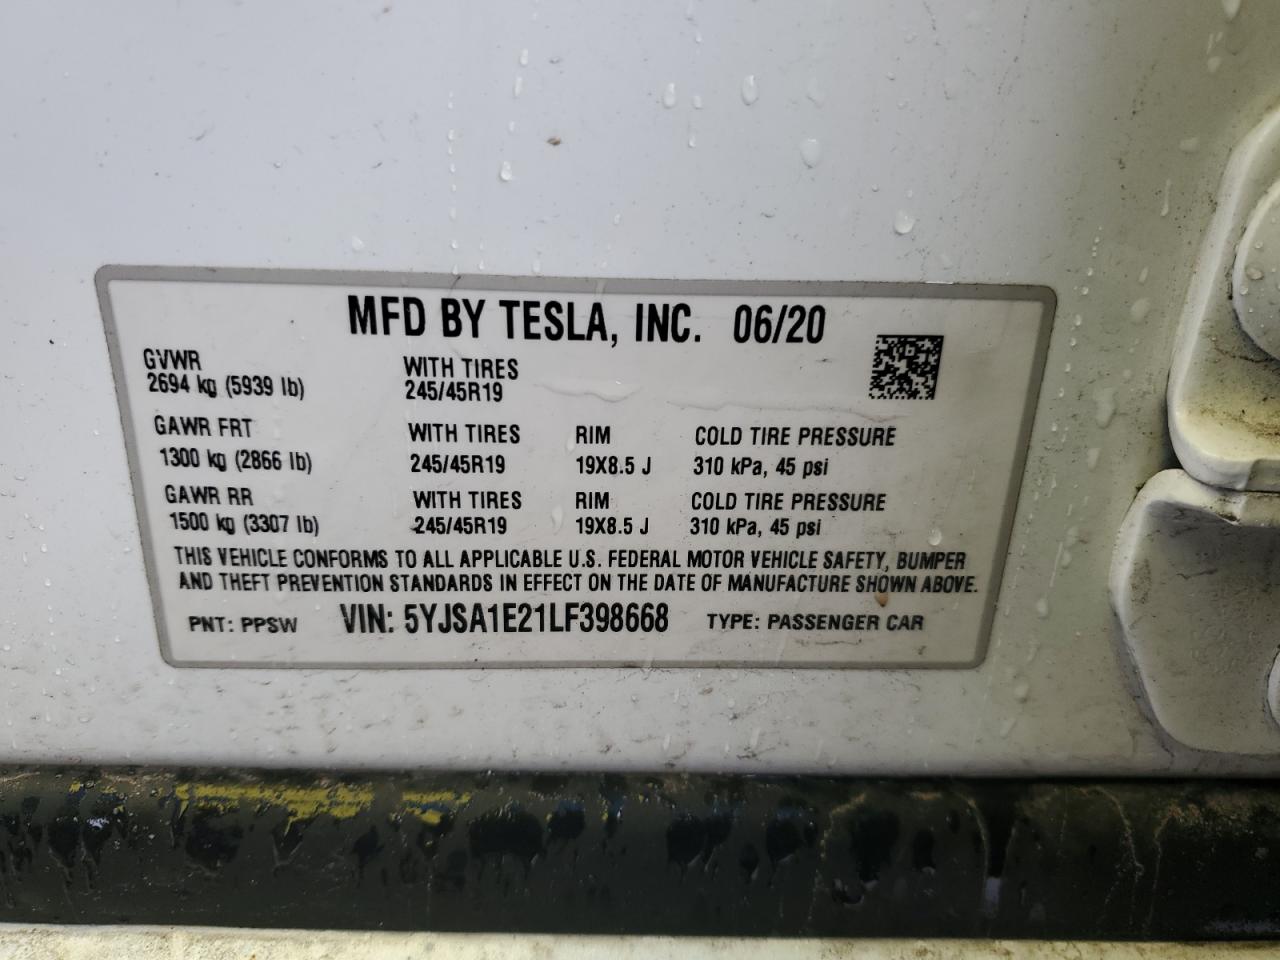 MFD BY TESLA, INC. 06/20
GVWR
2694 kg (5939 lb)
WITH TIRES
245/45R19
GAWR FRT WITH TIRES RIM COLD TIRE PRESSURE
1300 kg (2866 lb) 245/45R19 19X8.5 J 310 kPa, 45 psi
GAWR RR WITH TIRES RIM COLD TIRE PRESSURE
1500 kg (3307 lb) 245/45R19 19X8.5 J 310 kPa, 45 psi
THIS VEHICLE CONFORMS TO ALL APPLICABLE U.S. FEDERAL MOTOR VEHICLE SAFETY, BUMPER
AND THEFT PREVENTION STANDARDS IN EFFECT ON THE DATE OF MANUFACTURE SHOWN ABOVE.
PNT: PPSW VIN: 5YJSA1E21LF398668 TYPE: PASSENGER CAR